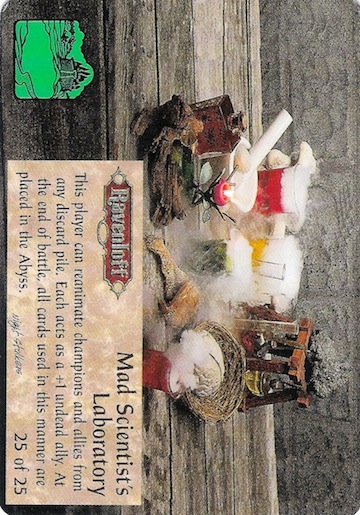 Mad Scientist's
Laboratory
Ravenloft
This player can reanimate champions and allies from
any discard pile. Each acts as a +1 undead ally. At
the end of battle, all cards used in this manner are
placed in the Abyss.
25 of 25